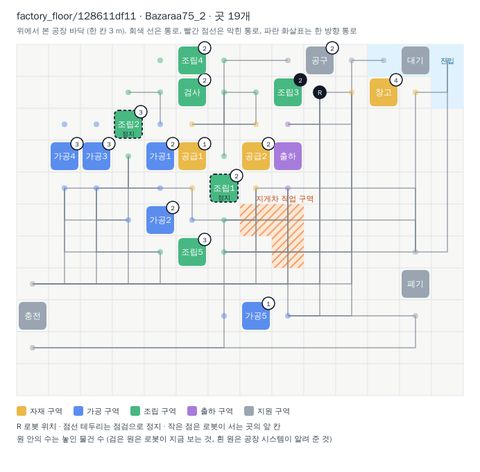 factory_floor/128611df11 · Bazaraa75_2 · 곳 19개
위에서 본 공장 바닥 (한 칸 3 m). 회색 선은 통로, 빨간 선은 막힌 통로, 파란 화살표는 한 방향 통로
조립4 2 공구 2 대기 진입
검사 2 조립3 2 R 창고 4
조립2 3 정지
가공4 3 가공3 3 가공1 2 공급1 2 공급2 2 출하
조립1 2 정지 지게차 작업 구역
가공2 2
조립5 3
폐기
충전 가공5 1
자재 구역 가공 구역 조립 구역 출하 구역 지원 구역
R 로봇 위치 · 점선 테두리는 점검으로 정지 · 작은 점은 로봇이 서는 곳의 앞 칸
원 안의 수는 놓인 물건 수 (검은 원은 로봇이 지금 보는 것, 흰 원은 공장 시스템이 알려 준 것)